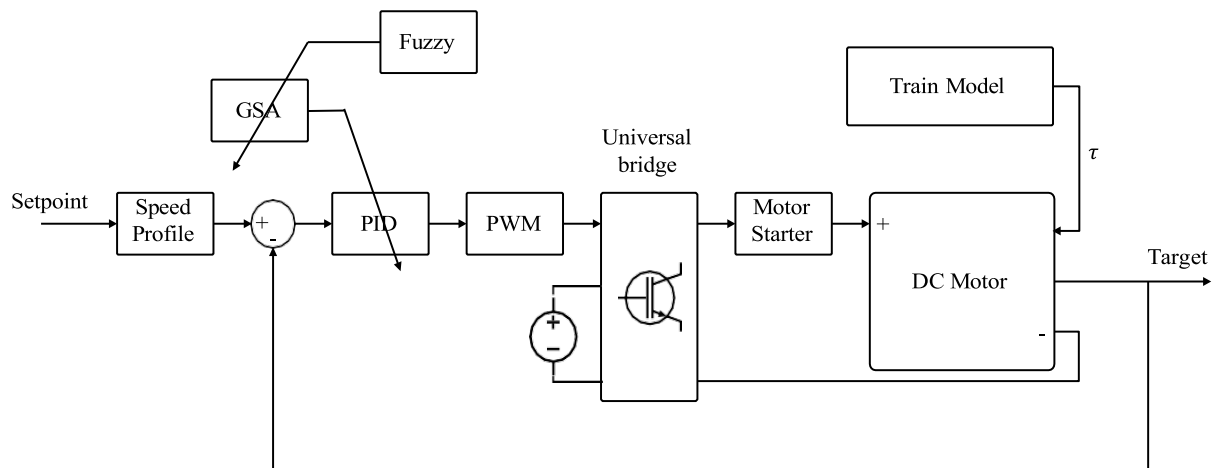 Fuzzy
GSA
Train Model
Universal
bridge
τ
Setpoint
Speed
Profile
+
-
PID
PWM
Motor
Starter
+
DC Motor
-
Target
+
−